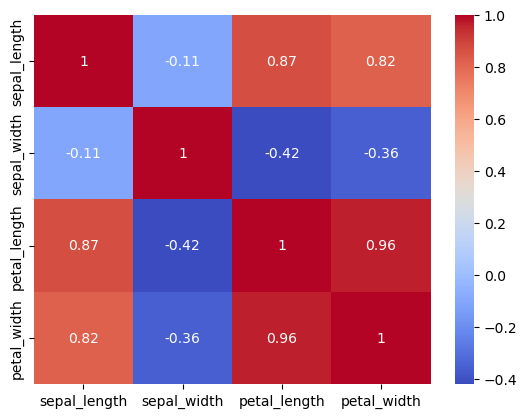 sepal_length 1 -0.11 0.87 0.82
sepal_width -0.11 1 -0.42 -0.36
petal_length 0.87 -0.42 1 0.96
petal_width 0.82 -0.36 0.96 1
sepal_length sepal_width petal_length petal_width
1.0
0.8
0.6
0.4
0.2
0.0
−0.2
−0.4